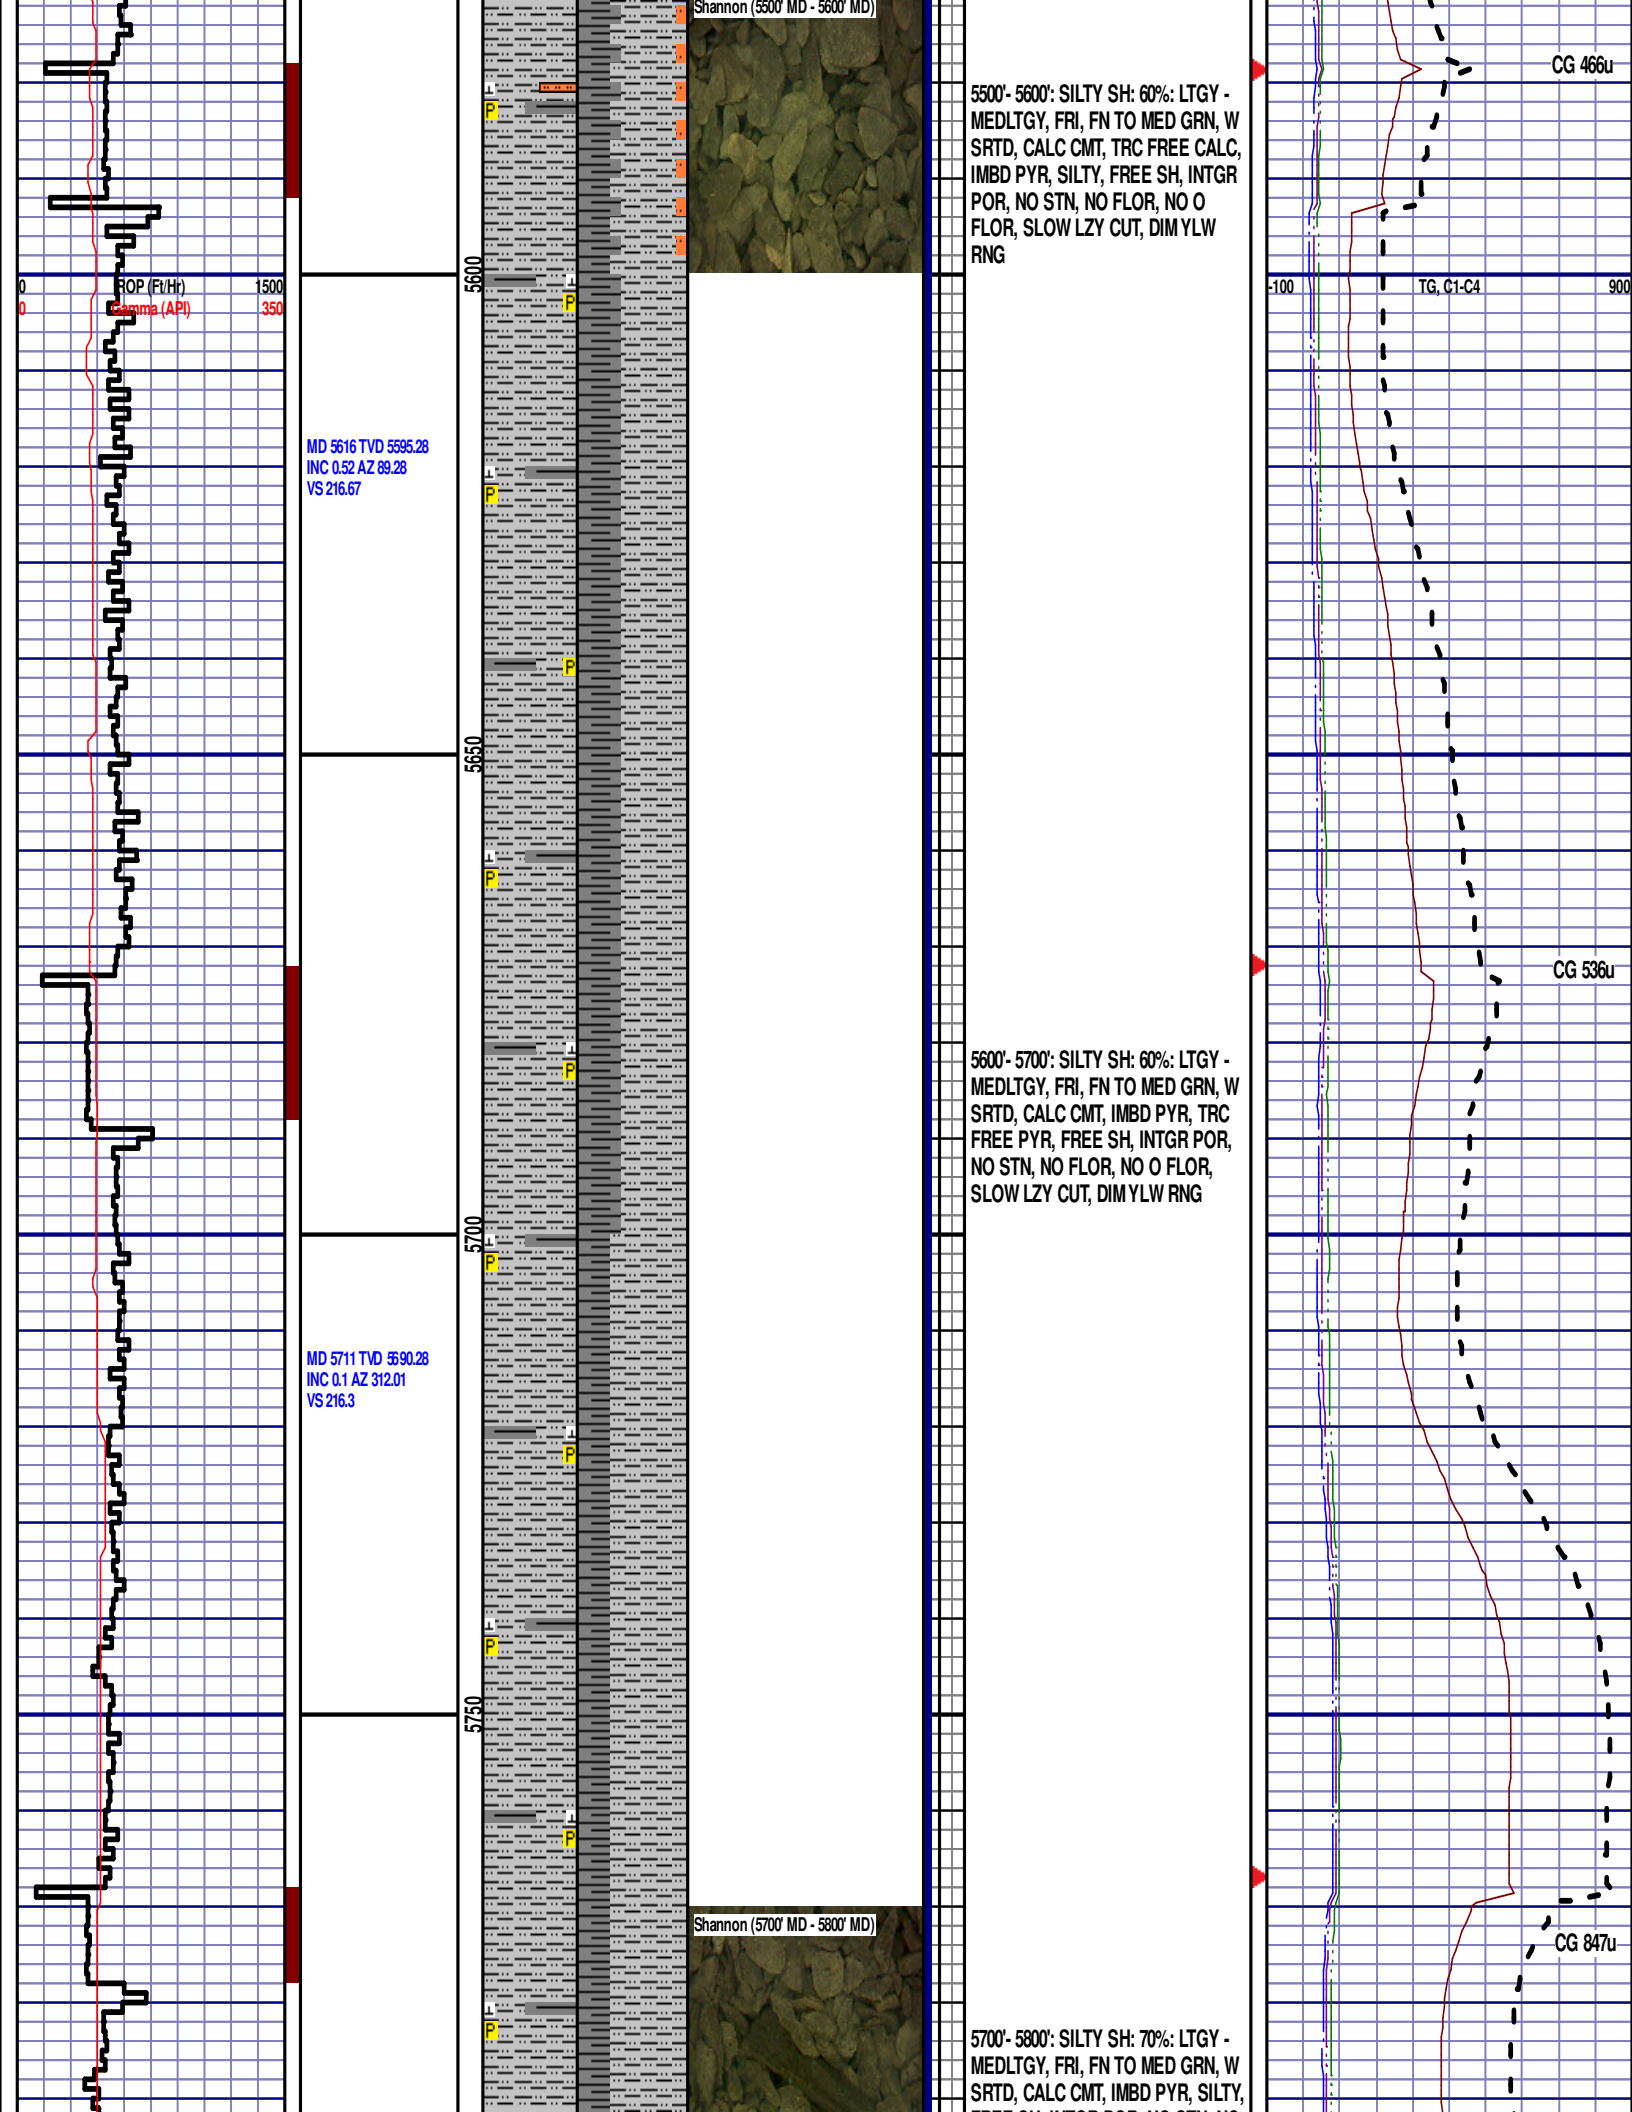 Shannon (5500' MD - 5600' MD)
CG 466u
5500'- 5600': SILTY SH: 60%: LTGY -
MEDLTGY, FRI, FN TO MED GRN, W
SRTD, CALC CMT, TRC FREE CALC,
IMBD PYR, SILTY, FREE SH, INTGR
POR, NO STN, NO FLOR, NO O
FLOR, SLOW LZY CUT, DIM YLW
RNG
P
5600
0 ROP (Ft/Hr) 1500
0 Gamma (API) 350
-100 TG, C1-C4 900
P
MD 5616 TVD 5595.28
INC 0.52 AZ 89.28
VS 216.67
P
P
5650
P
CG 536u
5600'- 5700': SILTY SH: 60%: LTGY -
MEDLTGY, FRI, FN TO MED GRN, W
SRTD, CALC CMT, IMBD PYR, TRC
FREE PYR, FREE SH, INTGR POR,
NO STN, NO FLOR, NO O FLOR,
SLOW LZY CUT, DIM YLW RNG
P
5700
P
MD 5711 TVD 5690.28
INC 0.1 AZ 312.01
VS 216.3
P
P
5750
P
Shannon (5700' MD - 5800' MD)
CG 847u
P
5700'- 5800': SILTY SH: 70%: LTGY -
MEDLTGY, FRI, FN TO MED GRN, W
SRTD, CALC CMT, IMBD PYR, SILTY,